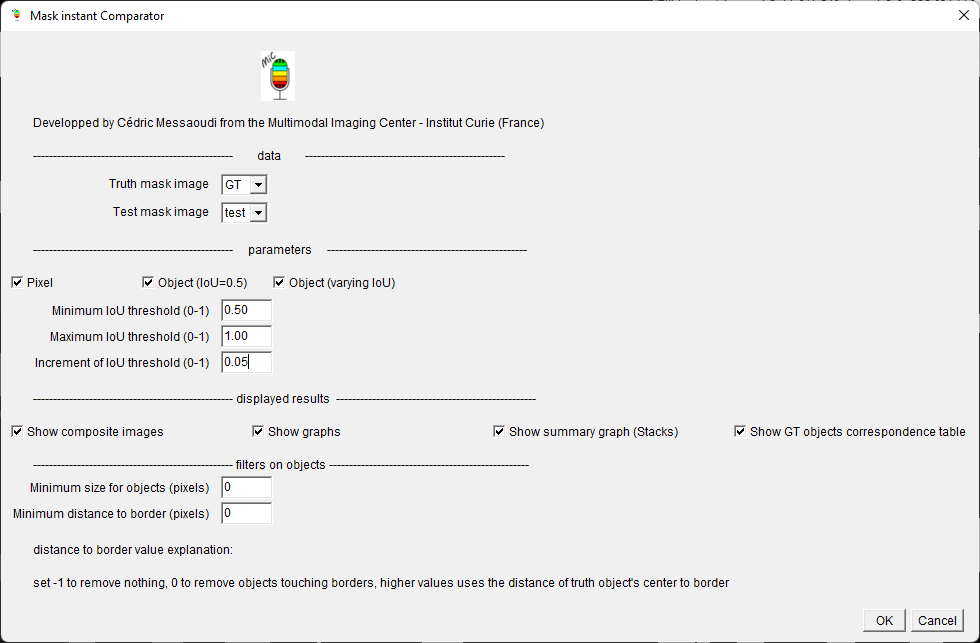 Mask instant Comparator
MiC
Developped by Cédric Messaoudi from the Multimodal Imaging Center - Institut Curie (France)
-------------------------------------------------- data --------------------------------------------------
Truth mask image GT
Test mask image test
-------------------------------------------------- parameters --------------------------------------------------
Pixel Object (IoU=0.5) Object (varying IoU)
Minimum IoU threshold (0-1) 0.50
Maximum IoU threshold (0-1) 1.00
Increment of IoU threshold (0-1) 0.05
-------------------------------------------------- displayed results --------------------------------------------------
Show composite images Show graphs Show summary graph (Stacks) Show GT objects correspondence table
-------------------------------------------------- filters on objects --------------------------------------------------
Minimum size for objects (pixels) 0
Minimum distance to border (pixels) 0
distance to border value explanation:
set -1 to remove nothing, 0 to remove objects touching borders, higher values uses the distance of truth object's center to border
OK Cancel